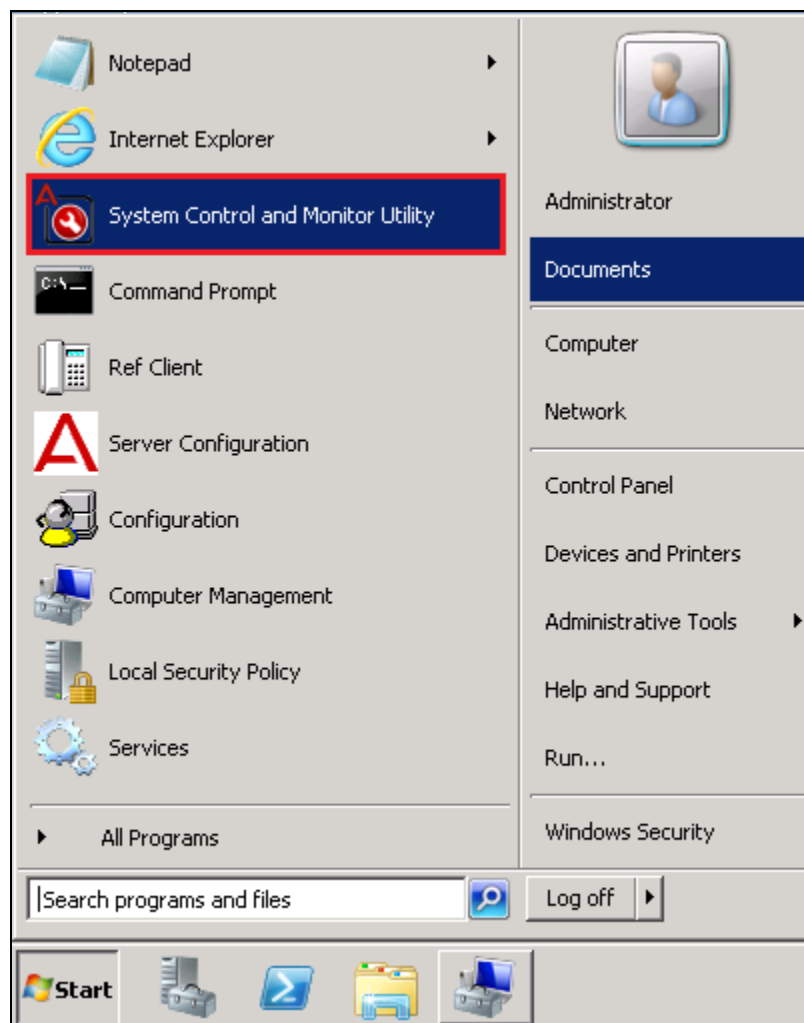 Notepad
Internet Explorer
System Control and Monitor Utility
C:\
Command Prompt
Ref Client
Server Configuration
Configuration
Computer Management
Local Security Policy
Services
All Programs
Search programs and files
Administrator
Documents
Computer
Network
Control Panel
Devices and Printers
Administrative Tools
Help and Support
Run...
Windows Security
Log off
Start